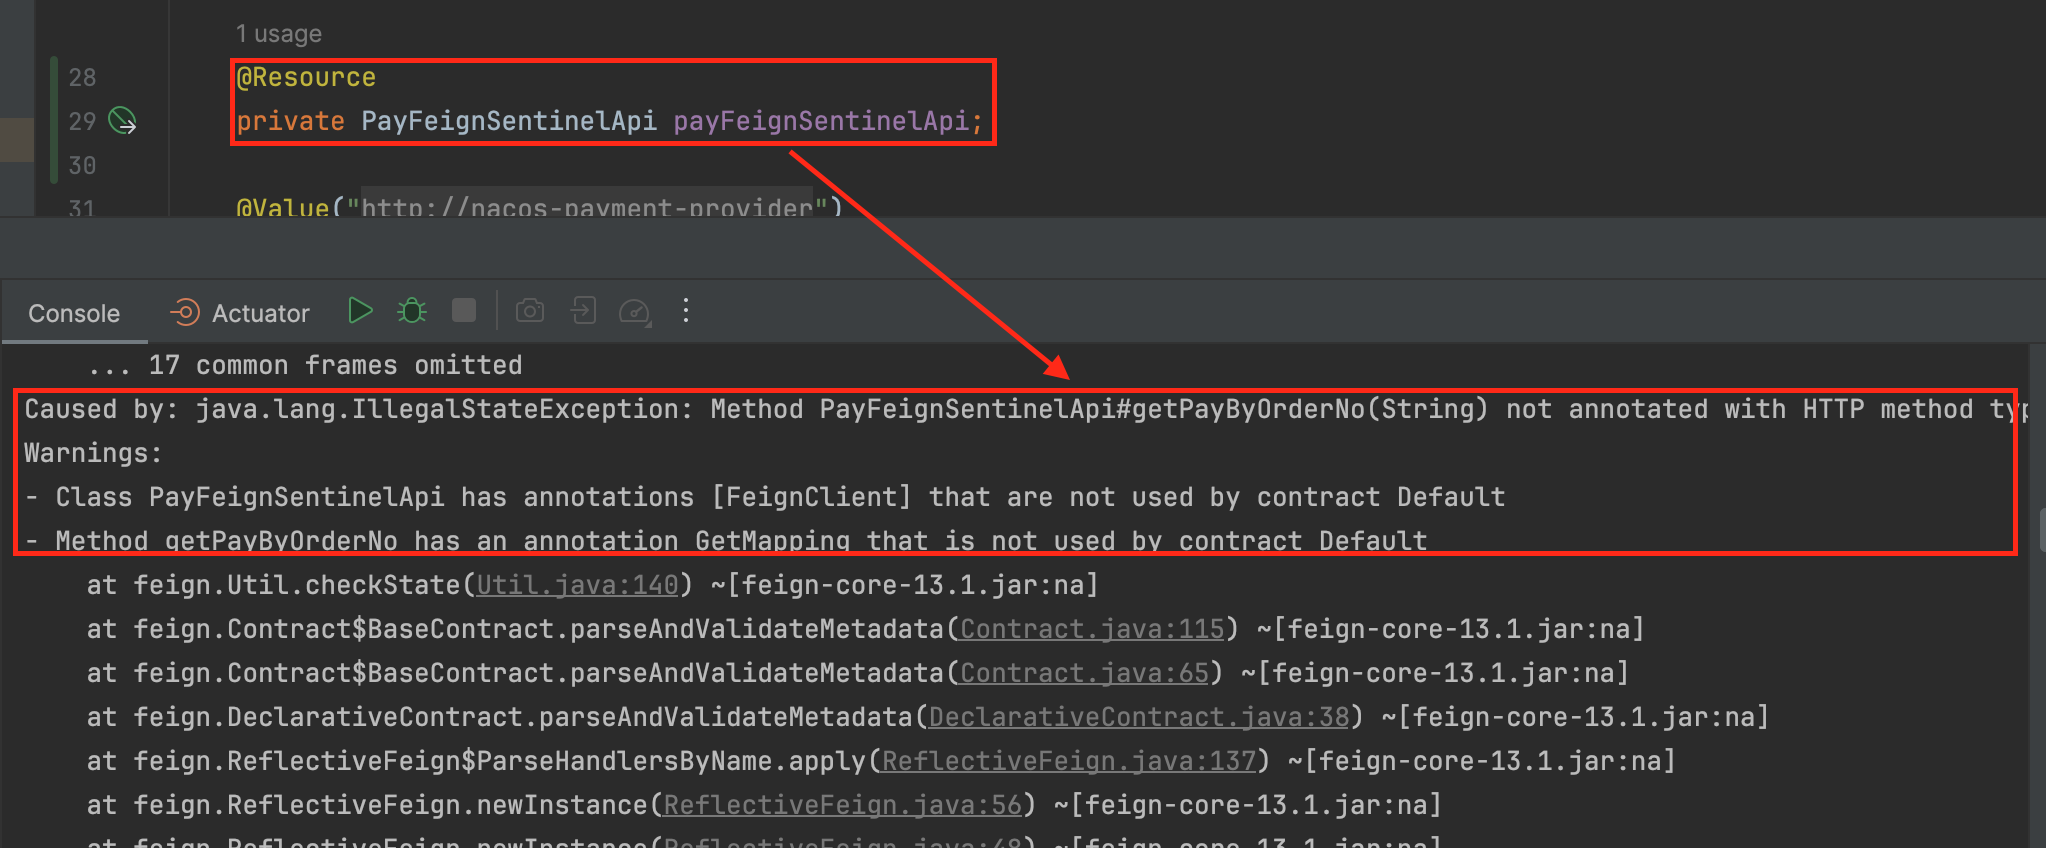 1 usage
28 @Resource
29 private PayFeignSentinelApi payFeignSentinelApi;
30
31 @Value("http://nacos-payment-provider")
Console Actuator
... 17 common frames omitted
Caused by: java.lang.IllegalStateException: Method PayFeignSentinelApi#getPayByOrderNo(String) not annotated with HTTP method typ
Warnings:
- Class PayFeignSentinelApi has annotations [FeignClient] that are not used by contract Default
- Method getPayByOrderNo has an annotation GetMapping that is not used by contract Default
at feign.Util.checkState(Util.java:140) ~[feign-core-13.1.jar:na]
at feign.Contract$BaseContract.parseAndValidateMetadata(Contract.java:115) ~[feign-core-13.1.jar:na]
at feign.Contract$BaseContract.parseAndValidateMetadata(Contract.java:65) ~[feign-core-13.1.jar:na]
at feign.DeclarativeContract.parseAndValidateMetadata(DeclarativeContract.java:38) ~[feign-core-13.1.jar:na]
at feign.ReflectiveFeign$ParseHandlersByName.apply(ReflectiveFeign.java:137) ~[feign-core-13.1.jar:na]
at feign.ReflectiveFeign.newInstance(ReflectiveFeign.java:56) ~[feign-core-13.1.jar:na]
at feign.ReflectiveFeign.newInstance(ReflectiveFeign.java:48) ~[feign-core-13.1.jar:na]